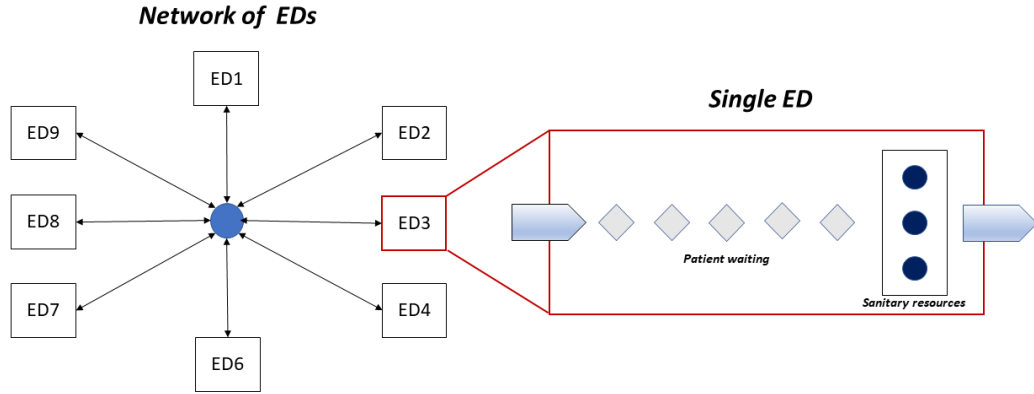 Network of EDs
ED1
ED9
ED2
ED8
ED3
ED7
ED4
ED6
Single ED
Patient waiting
Sanitary resources